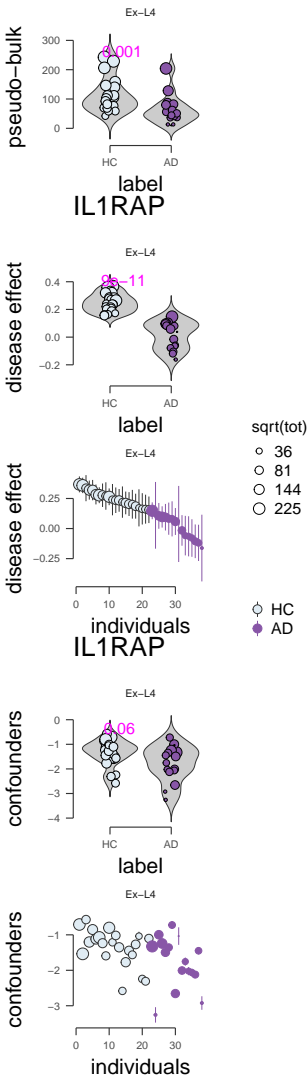 Ex−L4
pseudo−bulk
300
200
100
0
0.001
HC
AD
label
IL1RAP
Ex−L4
disease effect
0.4
0.2
0.0
−0.2
9e−11
HC
AD
label
Ex−L4
disease effect
0.25
0.00
−0.25
0
10
20
30
individuals
IL1RAP
sqrt(tot)
36
81
144
225
HC
AD
Ex−L4
confounders
0
−1
−2
−3
−4
0.06
HC
AD
label
Ex−L4
confounders
−1
−2
−3
0
10
20
30
individuals